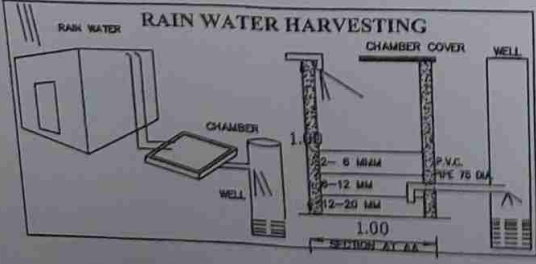 RAIN WATER HARVESTING
RAIN WATER
CHAMBER COVER
WELL
CHAMBER
WELL
1.00
2- 6 MMM
6-12 MM
12-20 MM
P.V.C.
PIPE 75 DIA.
1.00
SECTION AT AA